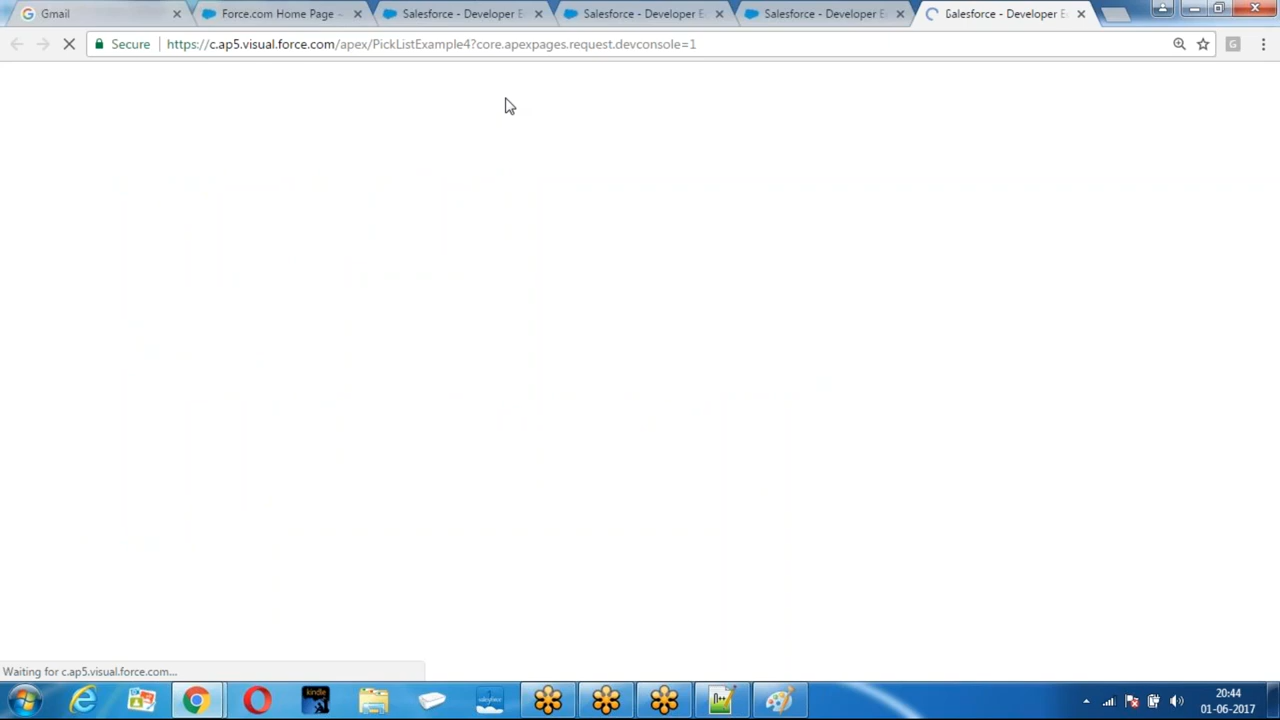 Gmail
Force.com Home Page –
Salesforce - Developer E
Salesforce - Developer E
Salesforce - Developer E
Salesforce - Developer E
Secure
https://c.ap5.visual.force.com/apex/PickListExample4?core.apexpages.request.devconsole=1
Waiting for c.ap5.visual.force.com...
kindle
20:44
01-06-2017